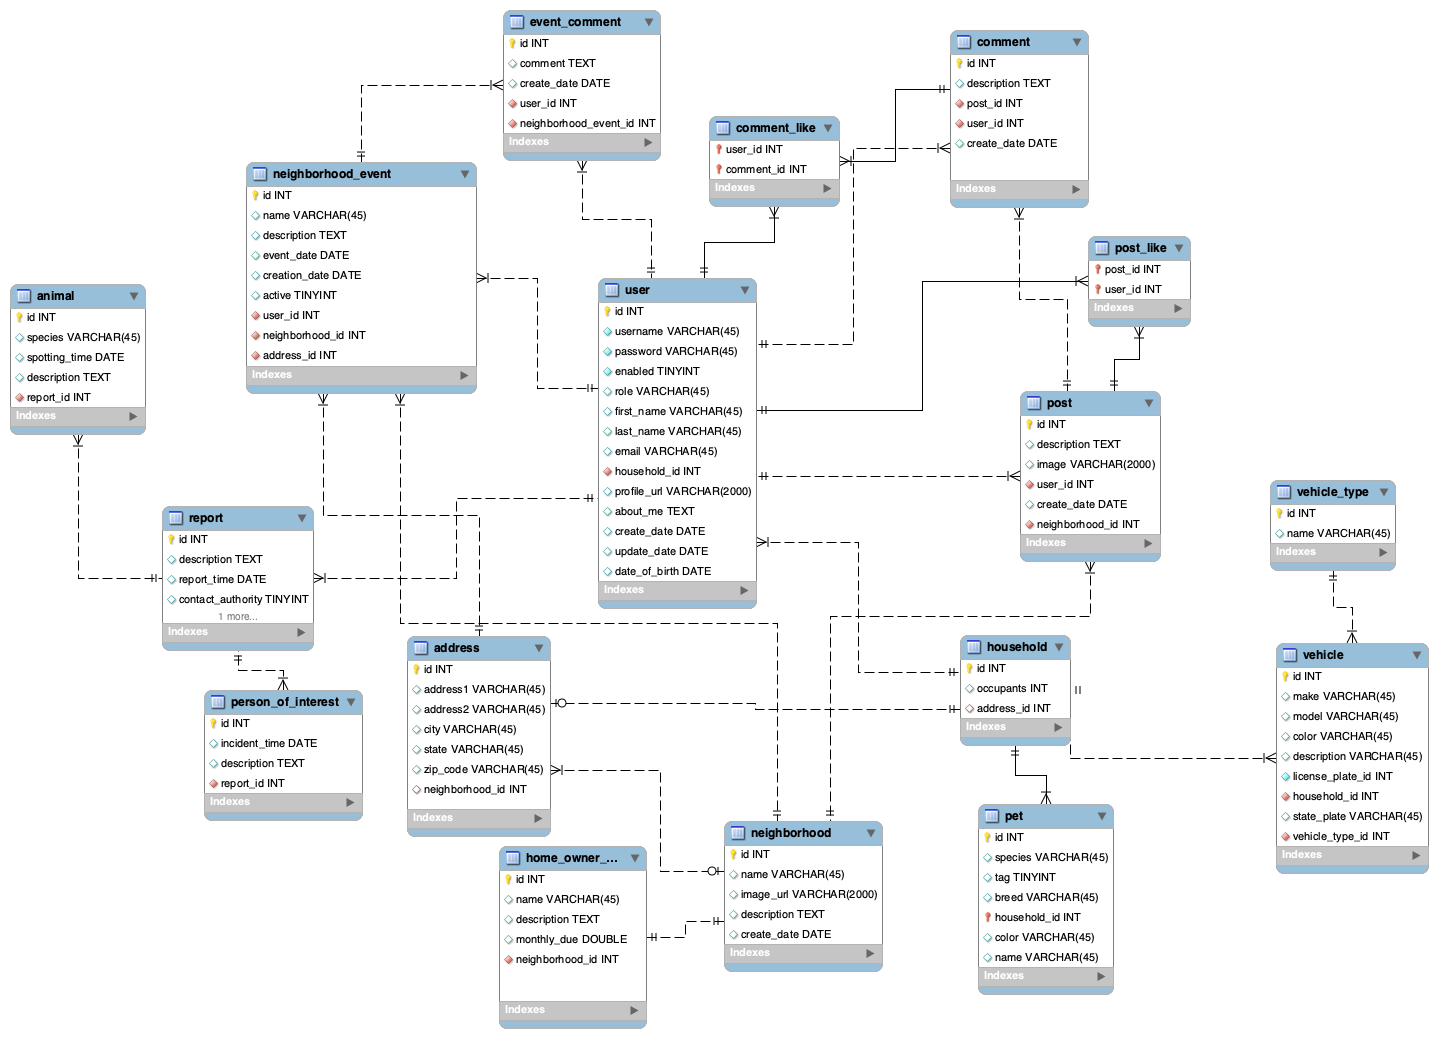 event_comment
id INT
comment TEXT
create_date DATE
user_id INT
neighborhood_event_id INT
Indexes
comment
id INT
description TEXT
post_id INT
user_id INT
create_date DATE
Indexes
comment_like
user_id INT
comment_id INT
Indexes
neighborhood_event
id INT
name VARCHAR(45)
description TEXT
event_date DATE
creation_date DATE
active TINYINT
user_id INT
neighborhood_id INT
address_id INT
Indexes
post_like
post_id INT
user_id INT
Indexes
animal
id INT
species VARCHAR(45)
spotting_time DATE
description TEXT
report_id INT
Indexes
user
id INT
username VARCHAR(45)
password VARCHAR(45)
enabled TINYINT
role VARCHAR(45)
first_name VARCHAR(45)
last_name VARCHAR(45)
email VARCHAR(45)
household_id INT
profile_url VARCHAR(2000)
about_me TEXT
create_date DATE
update_date DATE
date_of_birth DATE
Indexes
post
id INT
description TEXT
image VARCHAR(2000)
user_id INT
create_date DATE
neighborhood_id INT
Indexes
vehicle_type
id INT
name VARCHAR(45)
Indexes
report
id INT
description TEXT
report_time DATE
contact_authority TINYINT
1 more...
Indexes
address
id INT
address1 VARCHAR(45)
address2 VARCHAR(45)
city VARCHAR(45)
state VARCHAR(45)
zip_code VARCHAR(45)
neighborhood_id INT
Indexes
household
id INT
occupants INT
address_id INT
Indexes
vehicle
id INT
make VARCHAR(45)
model VARCHAR(45)
color VARCHAR(45)
description VARCHAR(45)
license_plate_id INT
household_id INT
state_plate VARCHAR(45)
vehicle_type_id INT
Indexes
person_of_interest
id INT
incident_time DATE
description TEXT
report_id INT
Indexes
pet
id INT
species VARCHAR(45)
tag TINYINT
breed VARCHAR(45)
household_id INT
color VARCHAR(45)
name VARCHAR(45)
Indexes
neighborhood
id INT
name VARCHAR(45)
image_url VARCHAR(2000)
description TEXT
create_date DATE
Indexes
home_owner_...
id INT
name VARCHAR(45)
description TEXT
monthly_due DOUBLE
neighborhood_id INT
Indexes